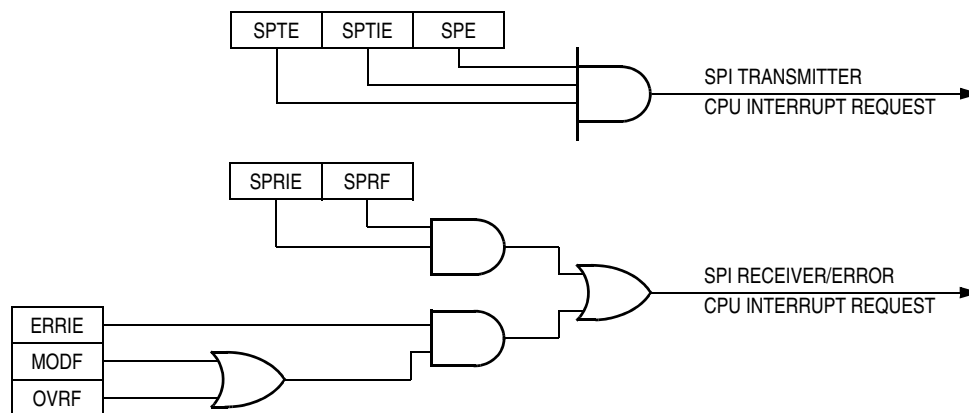 SPTE SPTIE SPE
SPI TRANSMITTER
CPU INTERRUPT REQUEST
SPRIE SPRF
SPI RECEIVER/ERROR
CPU INTERRUPT REQUEST
ERRIE
MODF
OVRF